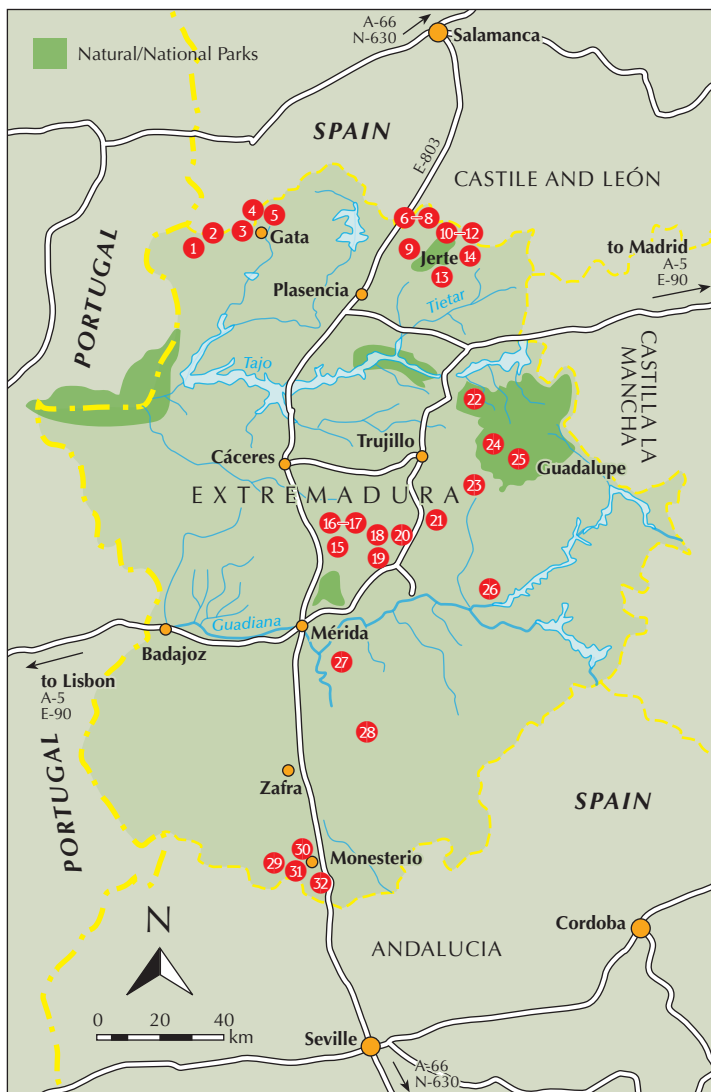 A-66
N-630
Salamanca
Natural/National Parks
SPAIN
E-803
CASTILE AND LEÓN
4
5
6
8
1
2
3
Gata
10
12
9
Jerte
14
13
to Madrid
A-5
E-90
PORTUGAL
Plasencia
Tietar
PORTUGAL
Tajo
CASTILLA LA
MANCHA
22
24
25
Trujillo
Guadalupe
Cáceres
23
EXTREMADURA
16
17
18
20
21
15
19
26
Guadiana
Mérida
Badajoz
27
to Lisbon
A-5
E-90
28
Zafra
SPAIN
30
29
31
Monesterio
32
N
Cordoba
ANDALUCIA
0
20
40
km
Seville
A-66
N-630